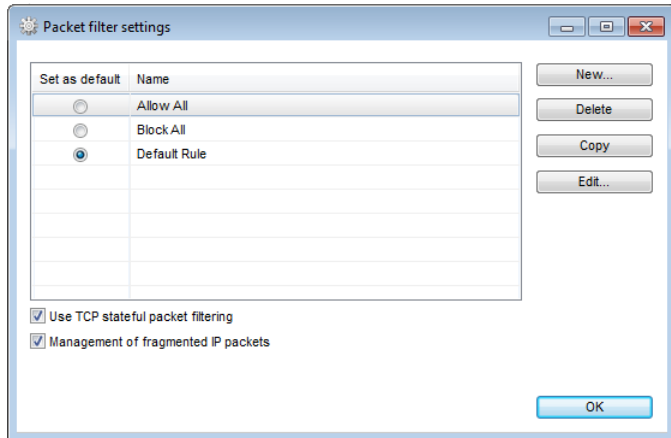 Packet filter settings
Set as default Name
Allow All
Block All
Default Rule
New...
Delete
Copy
Edit...
Use TCP stateful packet filtering
Management of fragmented IP packets
OK